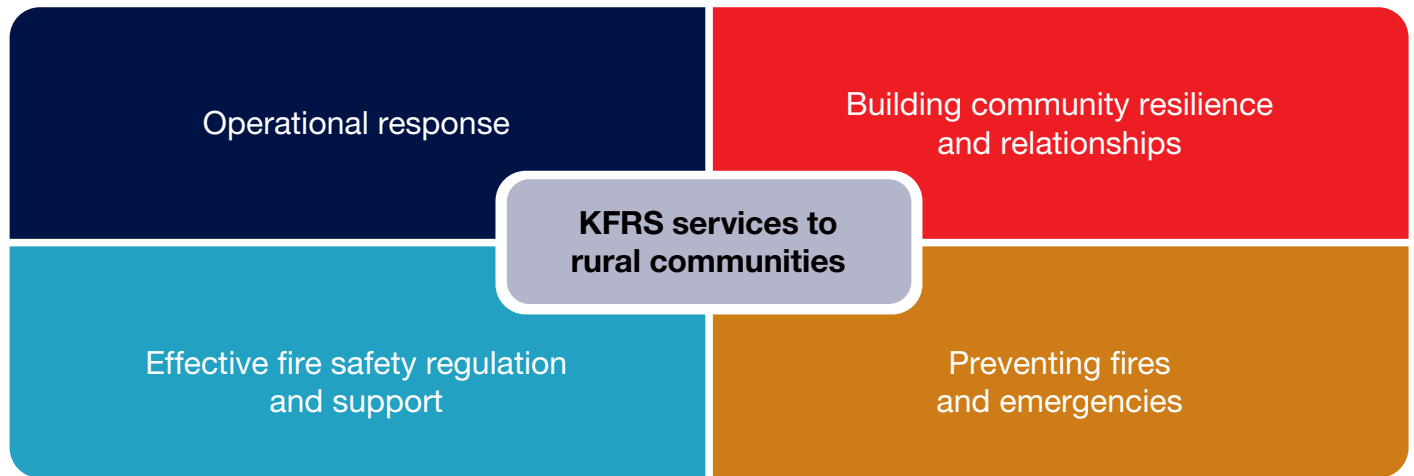 Operational response
Building community resilience
and relationships
KFRS services to
rural communities
Effective fire safety regulation
and support
Preventing fires
and emergencies